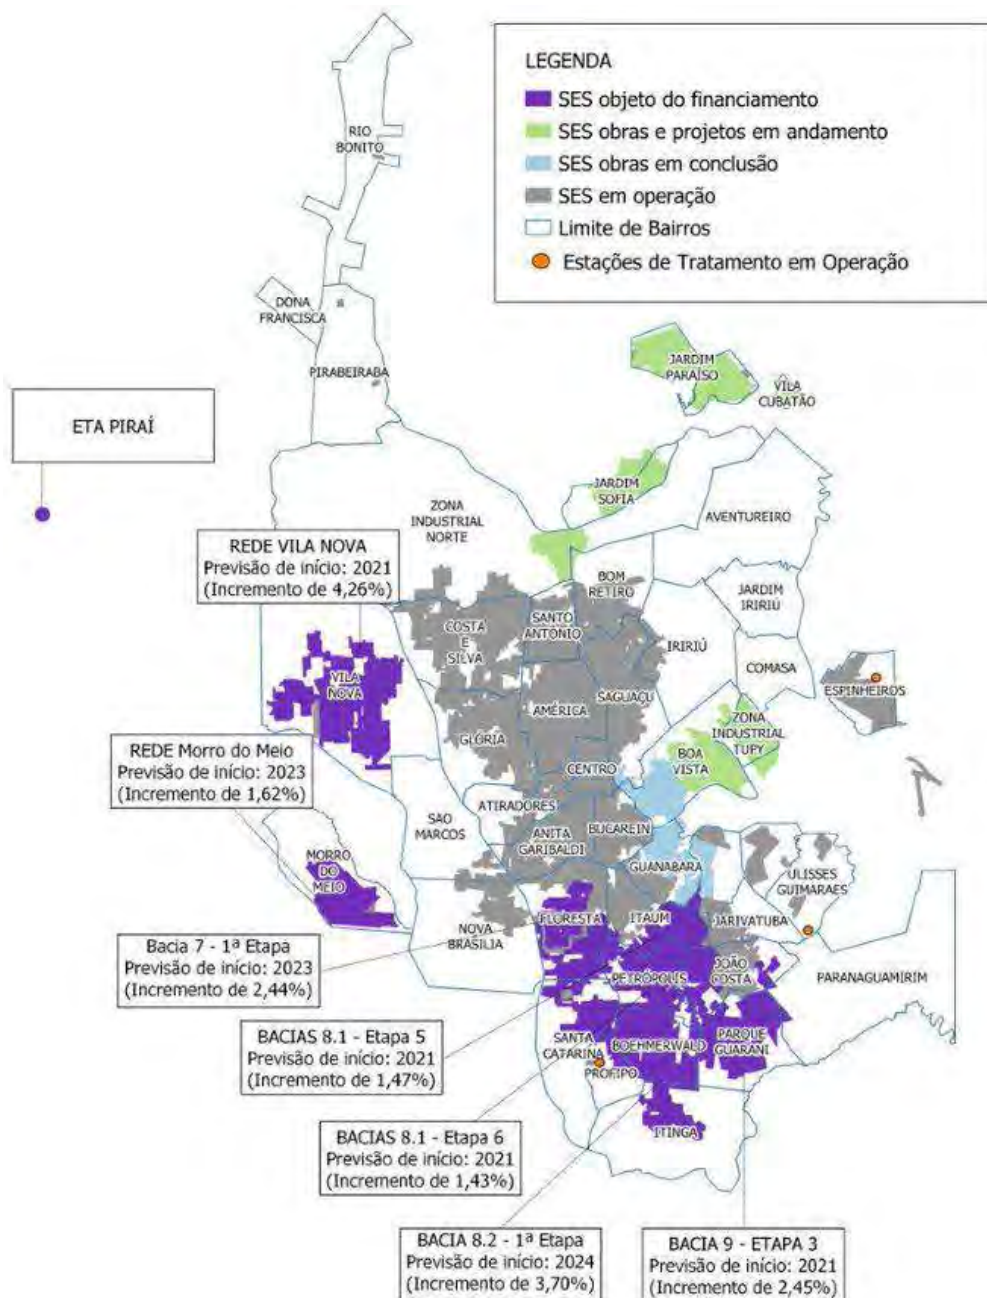 LEGENDA
SES objeto do financiamento
SES obras e projetos em andamento
SES obras em conclusão
SES em operação
Limite de Bairros
Estações de Tratamento em Operação
RIO
BONITO
DONA
FRANCISCA
PIRABEIRABA
JARDIM
PARAÍSO
VILA
CUBATÃO
ETA PIRAÍ
JARDIM
SOFIA
AVENTUREIRO
ZONA
INDUSTRIAL
NORTE
REDE VILA NOVA
Previsão de início: 2021
(Incremento de 4,26%)
BOM
RETIRO
JARDIM
IRIRIÚ
COSTA
E
SILVA
SANTO
ANTÔNIO
IRIRIÚ
COMASA
VILA
NOVA
SAGUAÇU
ESPINHEIROS
AMÉRICA
GLÓRIA
ZONA
INDUSTRIAL
TUPY
BOA
VISTA
REDE Morro do Meio
Previsão de início: 2023
(Incremento de 1,62%)
CENTRO
ATIRADORES
SAO
MARCOS
ANITA
GARIBALDI
BUCAREIN
GUANABARA
MORRO
DO
MEIO
ULISSES
GUIMARAES
FLORESTA
ITAUM
JARIVATUBA
NOVA
BRASÍLIA
Bacia 7 - 1ª Etapa
Previsão de início: 2023
(Incremento de 2,44%)
JOÃO
COSTA
PETRÓPOLIS
PARANAGUAMIRIM
BACIAS 8.1 - Etapa 5
Previsão de início: 2021
(Incremento de 1,47%)
SANTA
CATARINA
BOEHMERWALD
PARQUE
GUARANI
PROFIPO
ITINGA
BACIAS 8.1 - Etapa 6
Previsão de início: 2021
(Incremento de 1,43%)
BACIA 8.2 - 1ª Etapa
Previsão de início: 2024
(Incremento de 3,70%)
BACIA 9 - ETAPA 3
Previsão de início: 2021
(Incremento de 2,45%)